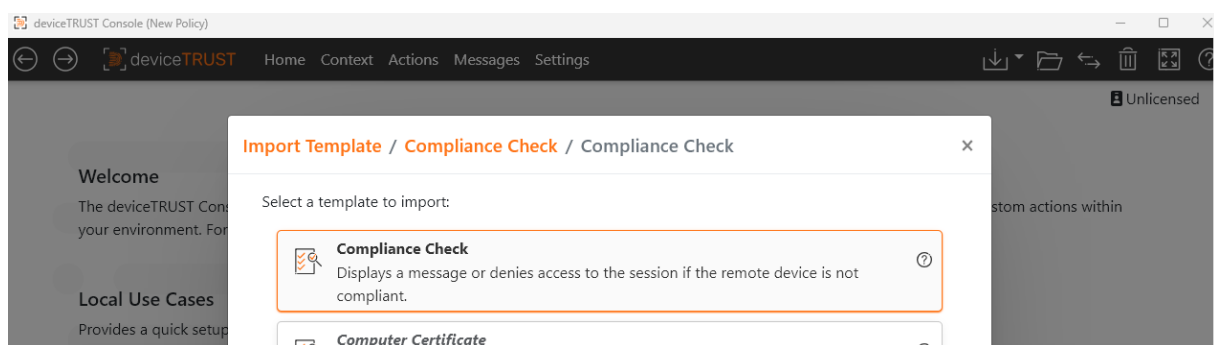 deviceTRUST Console (New Policy)
deviceTRUST Home Context Actions Messages Settings
Unlicensed
Import Template / Compliance Check / Compliance Check
Welcome
The deviceTRUST Cons
stom actions within
your environment. For
Select a template to import:
Compliance Check
Displays a message or denies access to the session if the remote device is not
compliant.
Local Use Cases
Provides a quick setup
Computer Certificate